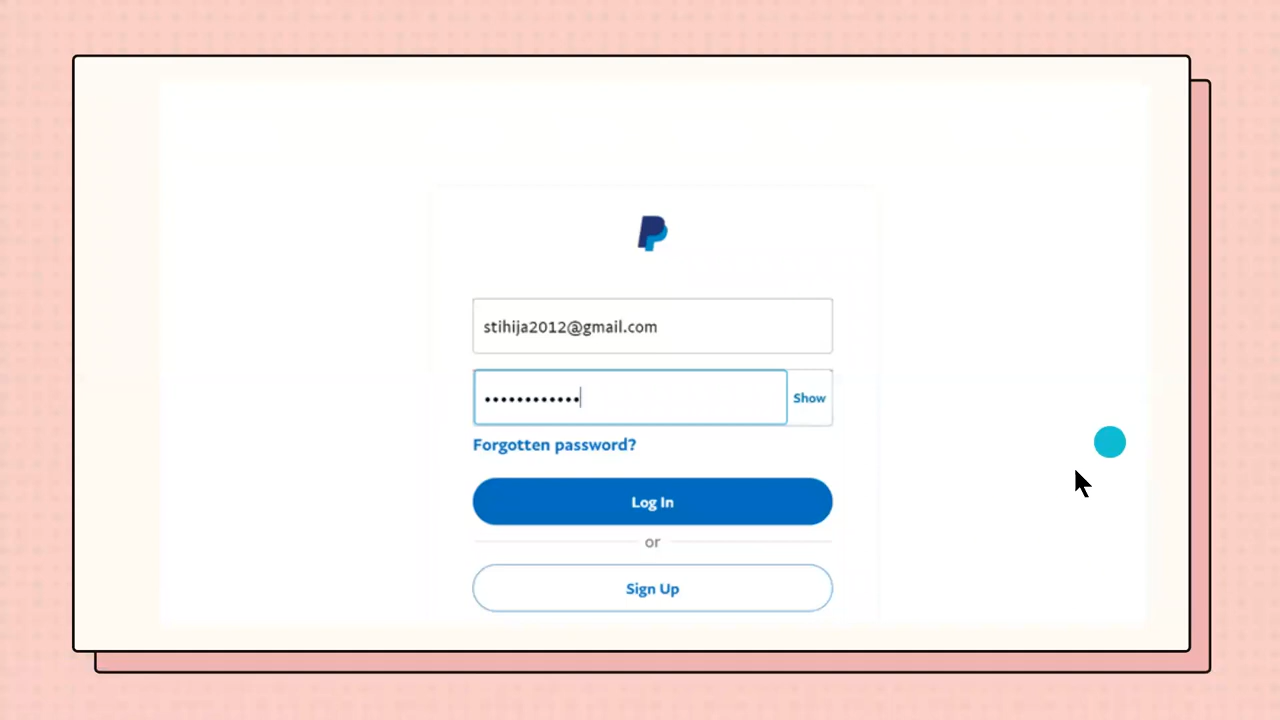 stihija2012@gmail.com
••••••••••••
Show
Forgotten password?
Log In
or
Sign Up